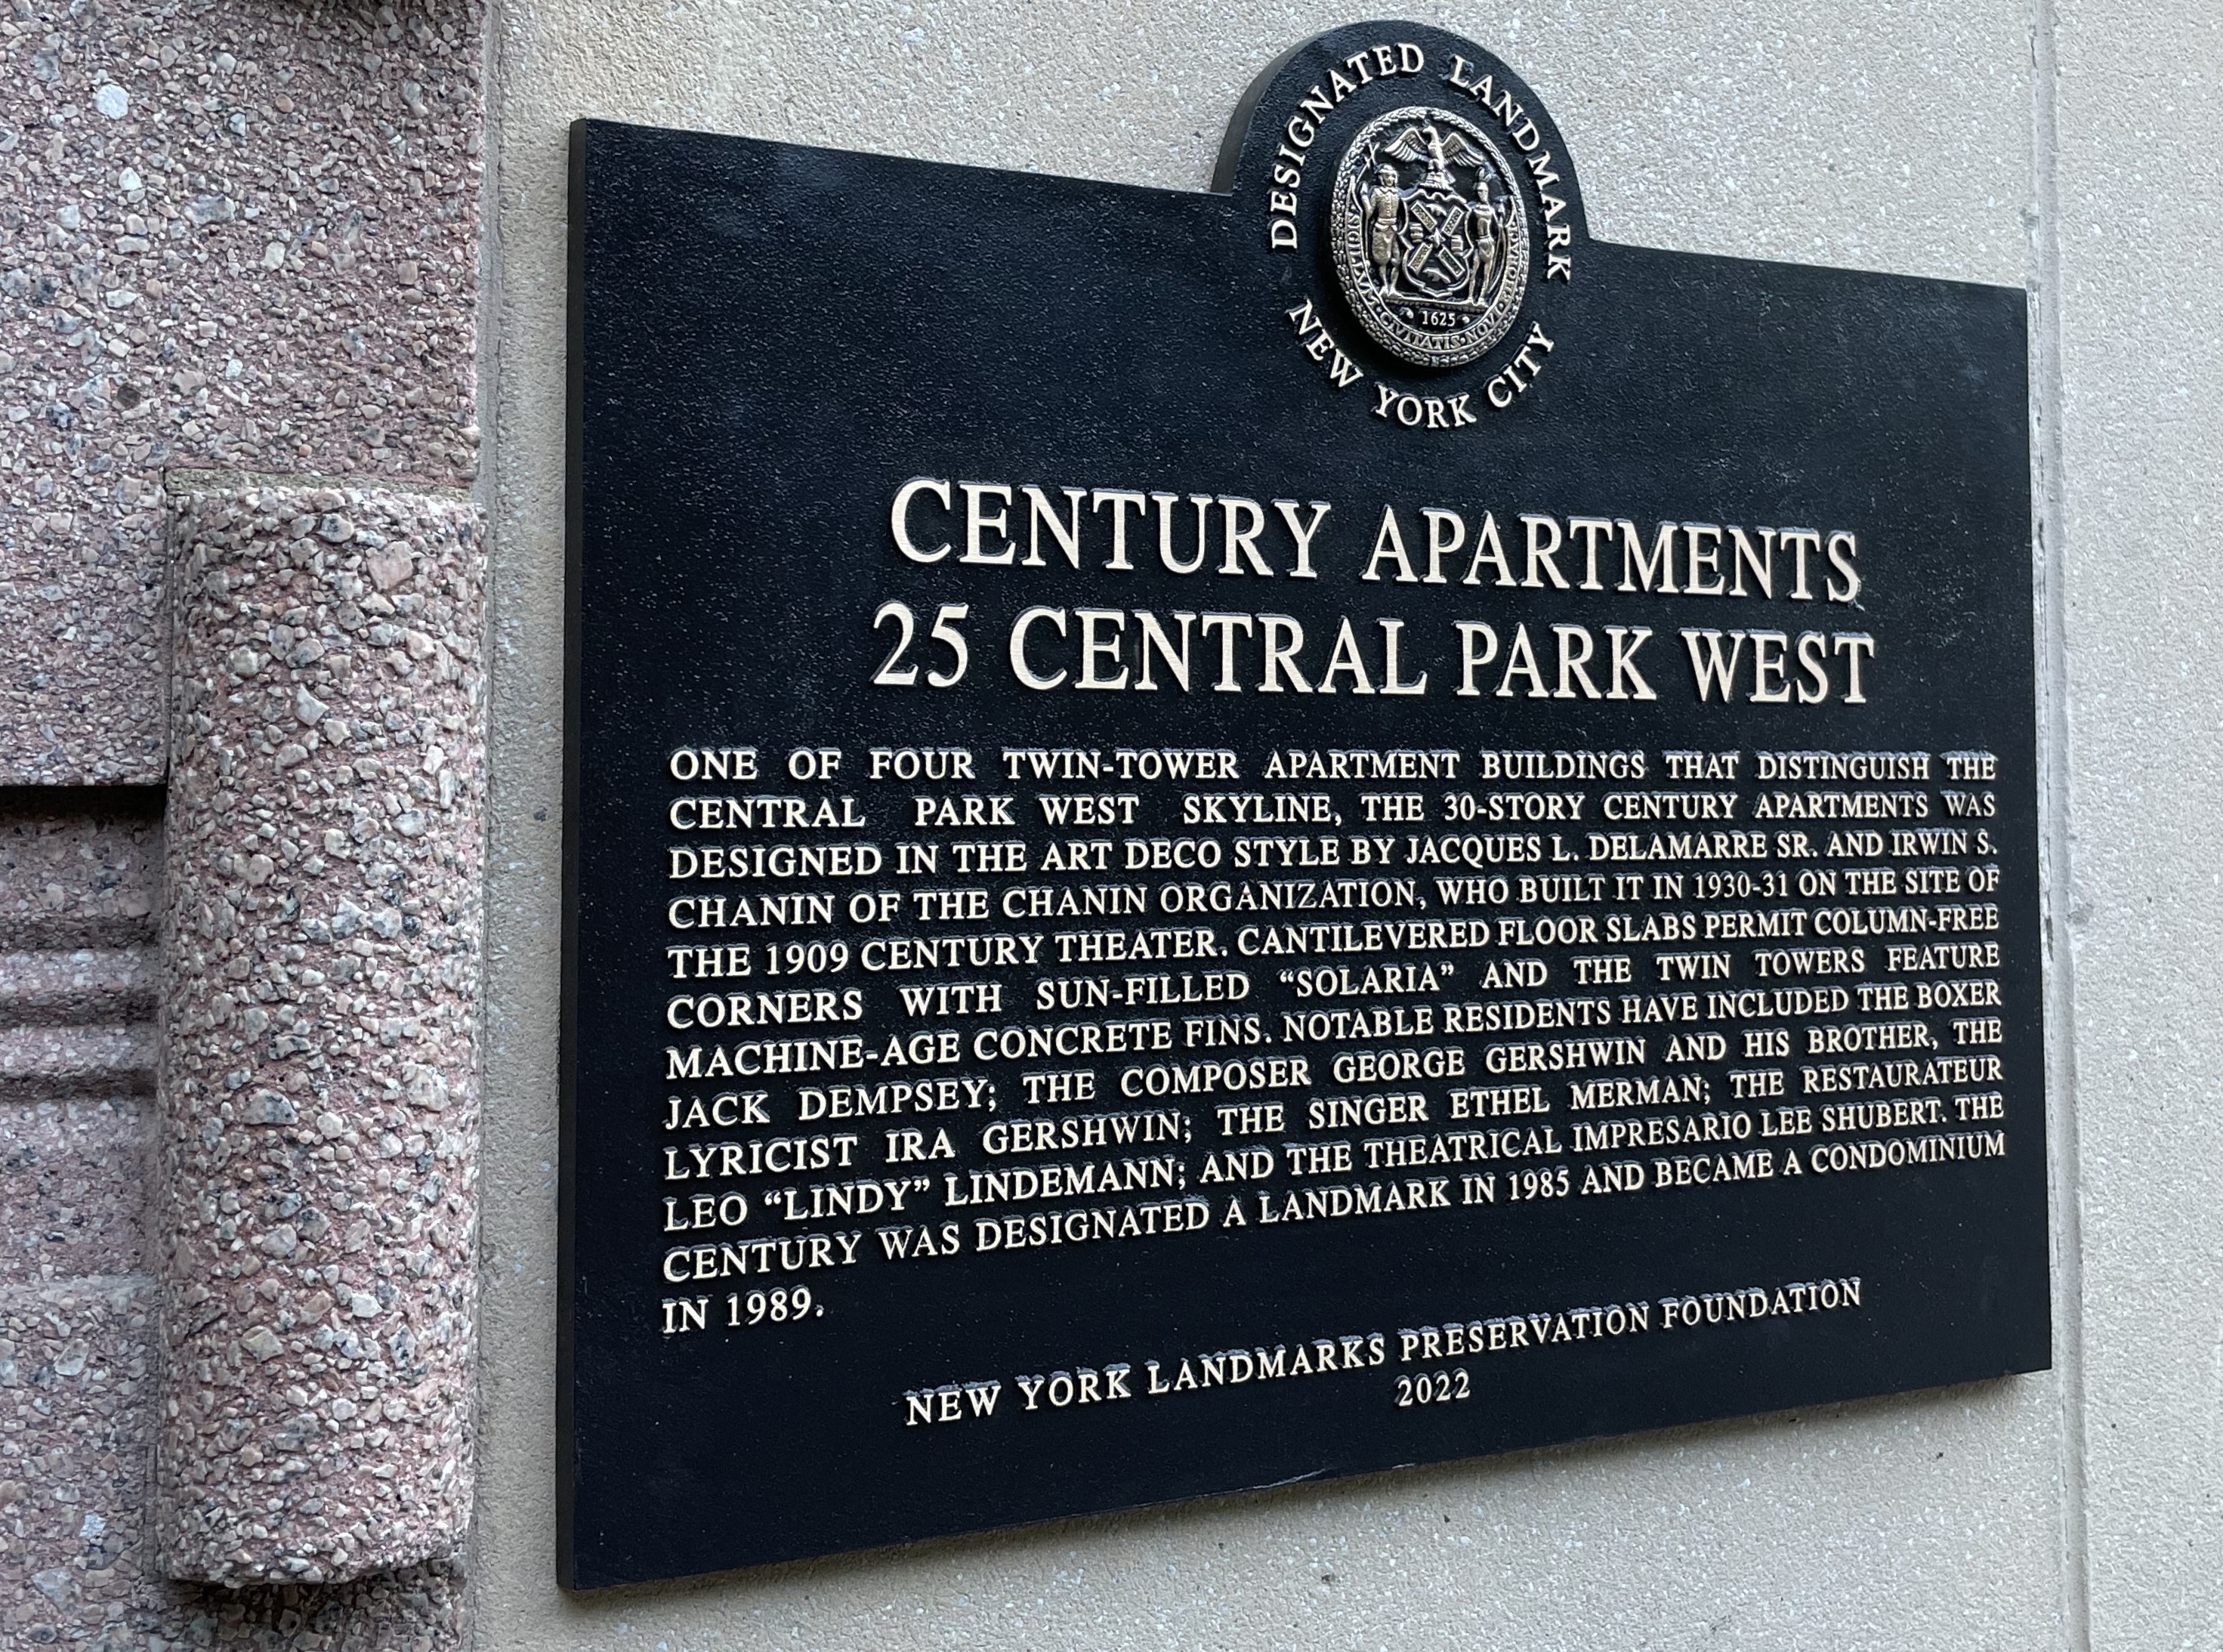 DESIGNATED LANDMARK
NEW YORK CITY
SIGILLVM · CIVITATIS · NOVI · EBORACI
1625
CENTURY APARTMENTS
25 CENTRAL PARK WEST
ONE OF FOUR TWIN-TOWER APARTMENT BUILDINGS THAT DISTINGUISH THE
CENTRAL PARK WEST SKYLINE, THE 30-STORY CENTURY APARTMENTS WAS
DESIGNED IN THE ART DECO STYLE BY JACQUES L. DELAMARRE SR. AND IRWIN S.
CHANIN OF THE CHANIN ORGANIZATION, WHO BUILT IT IN 1930-31 ON THE SITE OF
THE 1909 CENTURY THEATER. CANTILEVERED FLOOR SLABS PERMIT COLUMN-FREE
CORNERS WITH SUN-FILLED “SOLARIA” AND THE TWIN TOWERS FEATURE
MACHINE-AGE CONCRETE FINS. NOTABLE RESIDENTS HAVE INCLUDED THE BOXER
JACK DEMPSEY; THE COMPOSER GEORGE GERSHWIN AND HIS BROTHER, THE
LYRICIST IRA GERSHWIN; THE SINGER ETHEL MERMAN; THE RESTAURATEUR
LEO “LINDY” LINDEMANN; AND THE THEATRICAL IMPRESARIO LEE SHUBERT. THE
CENTURY WAS DESIGNATED A LANDMARK IN 1985 AND BECAME A CONDOMINIUM
IN 1989.
NEW YORK LANDMARKS PRESERVATION FOUNDATION
2022